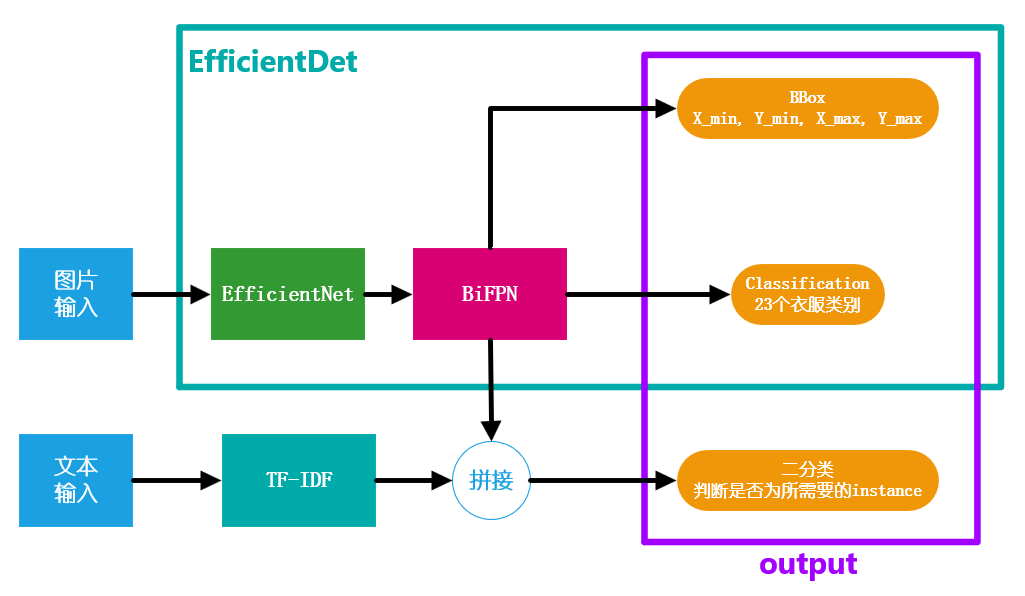 EfficientDet
BBox
X_min, Y_min, X_max, Y_max
图片
输入
EfficientNet
BiFPN
Classification
23个衣服类别
文本
输入
TF-IDF
拼接
二分类
判断是否为所需要的instance
output